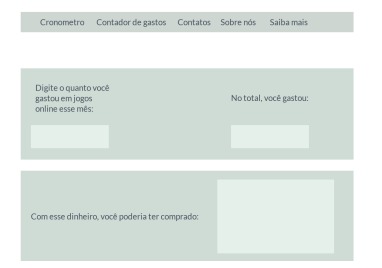 Cronometro Contador de gastos Contatos Sobre nós Saiba mais
Digite o quanto você
gastou em jogos
online esse mês:
No total, você gastou:
Com esse dinheiro, você poderia ter comprado: